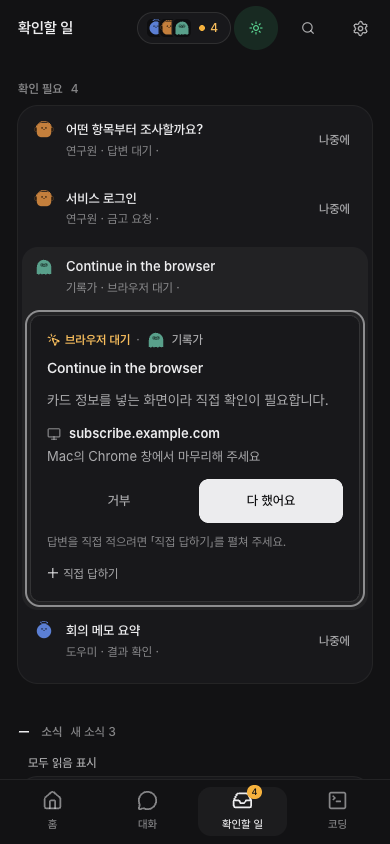 확인할 일
4
확인 필요 4
어떤 항목부터 조사할까요?
연구원 · 답변 대기 ·
나중에
서비스 로그인
연구원 · 금고 요청 ·
나중에
Continue in the browser
기록가 · 브라우저 대기 ·
브라우저 대기 · 기록가
Continue in the browser
카드 정보를 넣는 화면이라 직접 확인이 필요합니다.
subscribe.example.com
Mac의 Chrome 창에서 마무리해 주세요
거부
다 했어요
답변을 직접 적으려면 「직접 답하기」를 펼쳐 주세요.
직접 답하기
회의 메모 요약
도우미 · 결과 확인 ·
나중에
소식 새 소식 3
모두 읽음 표시
4
홈
대화
확인할 일
코딩